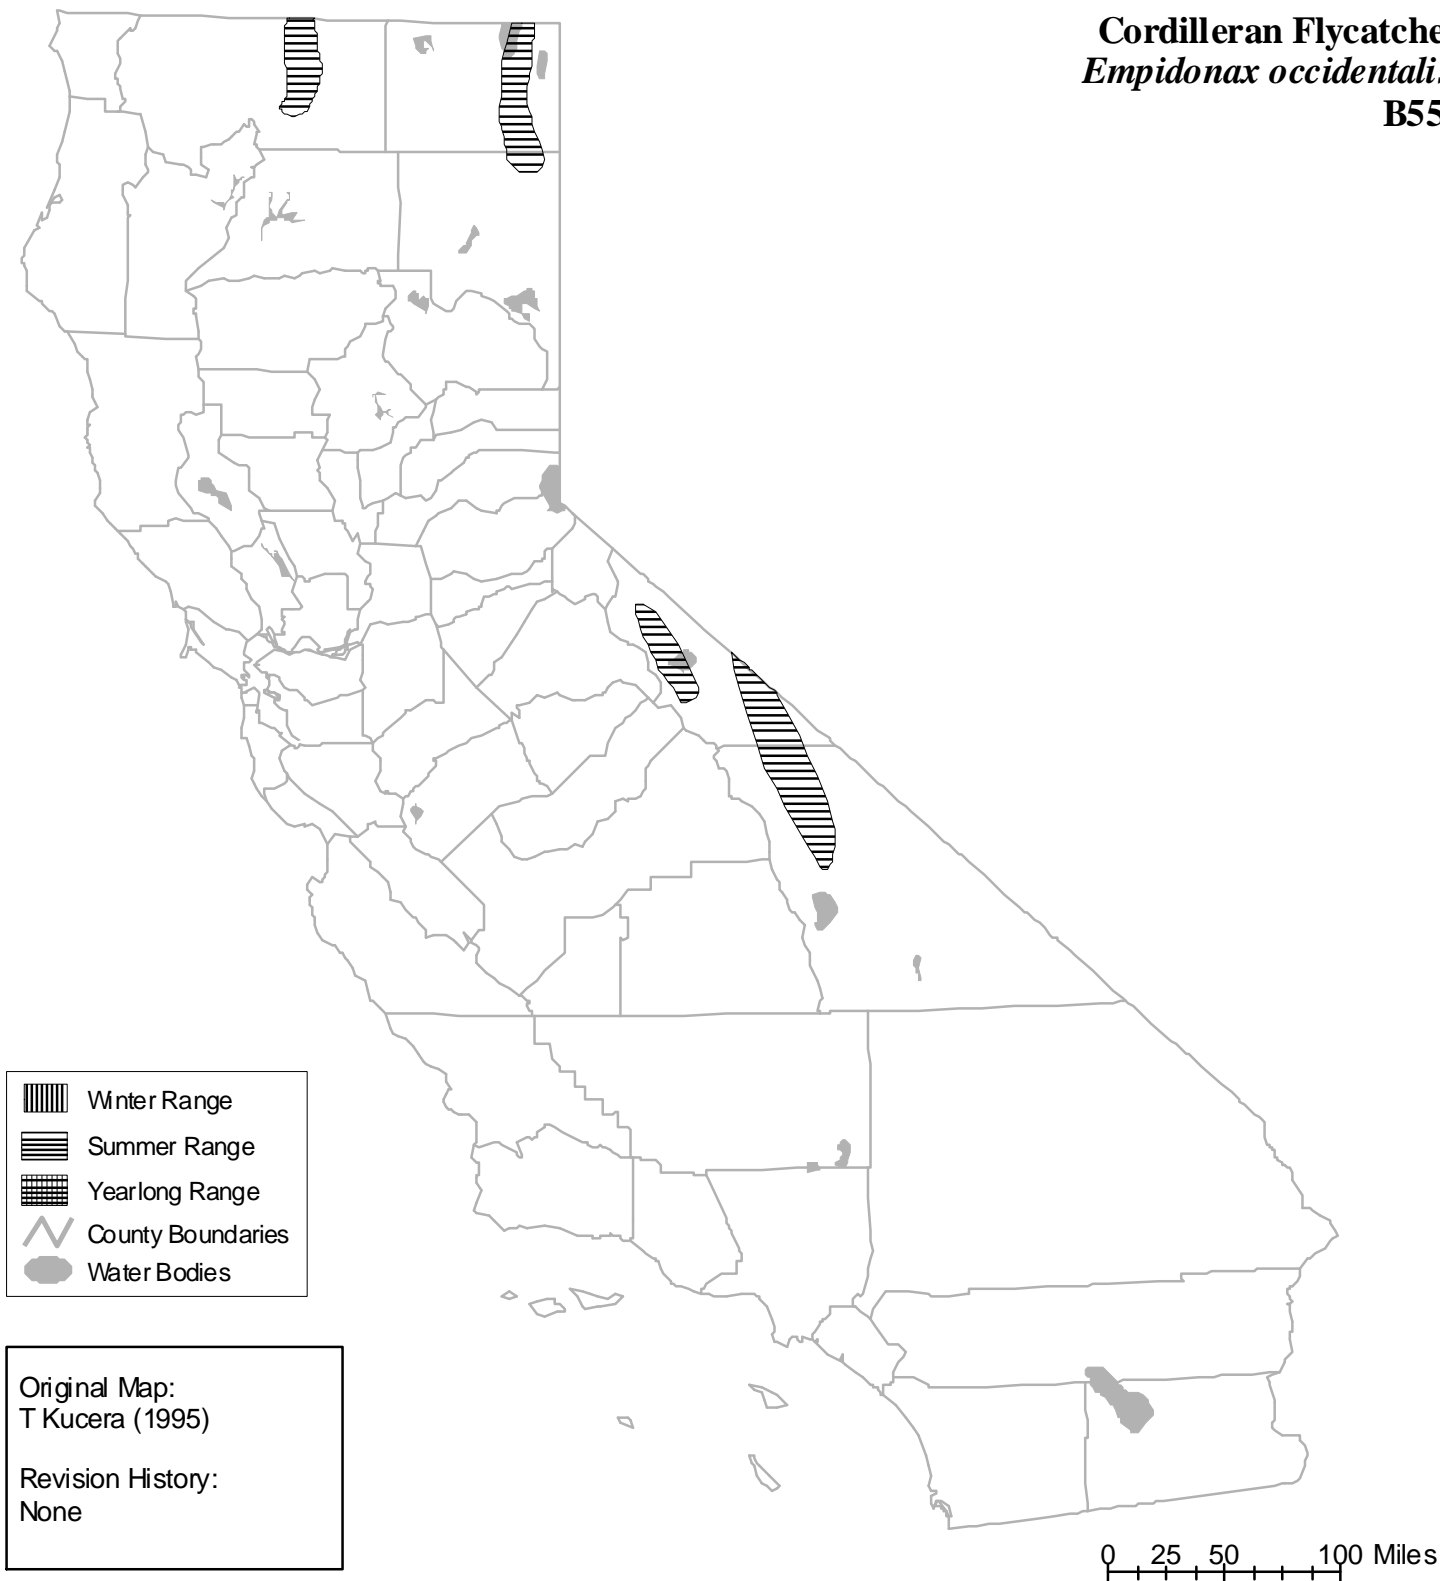 Cordilleran Flycatche
Empidonax occidentalis
B55
Winter Range
Summer Range
Yearlong Range
County Boundaries
Water Bodies
Original Map:
T Kucera (1995)
Revision History:
None
0 25 50 100 Miles